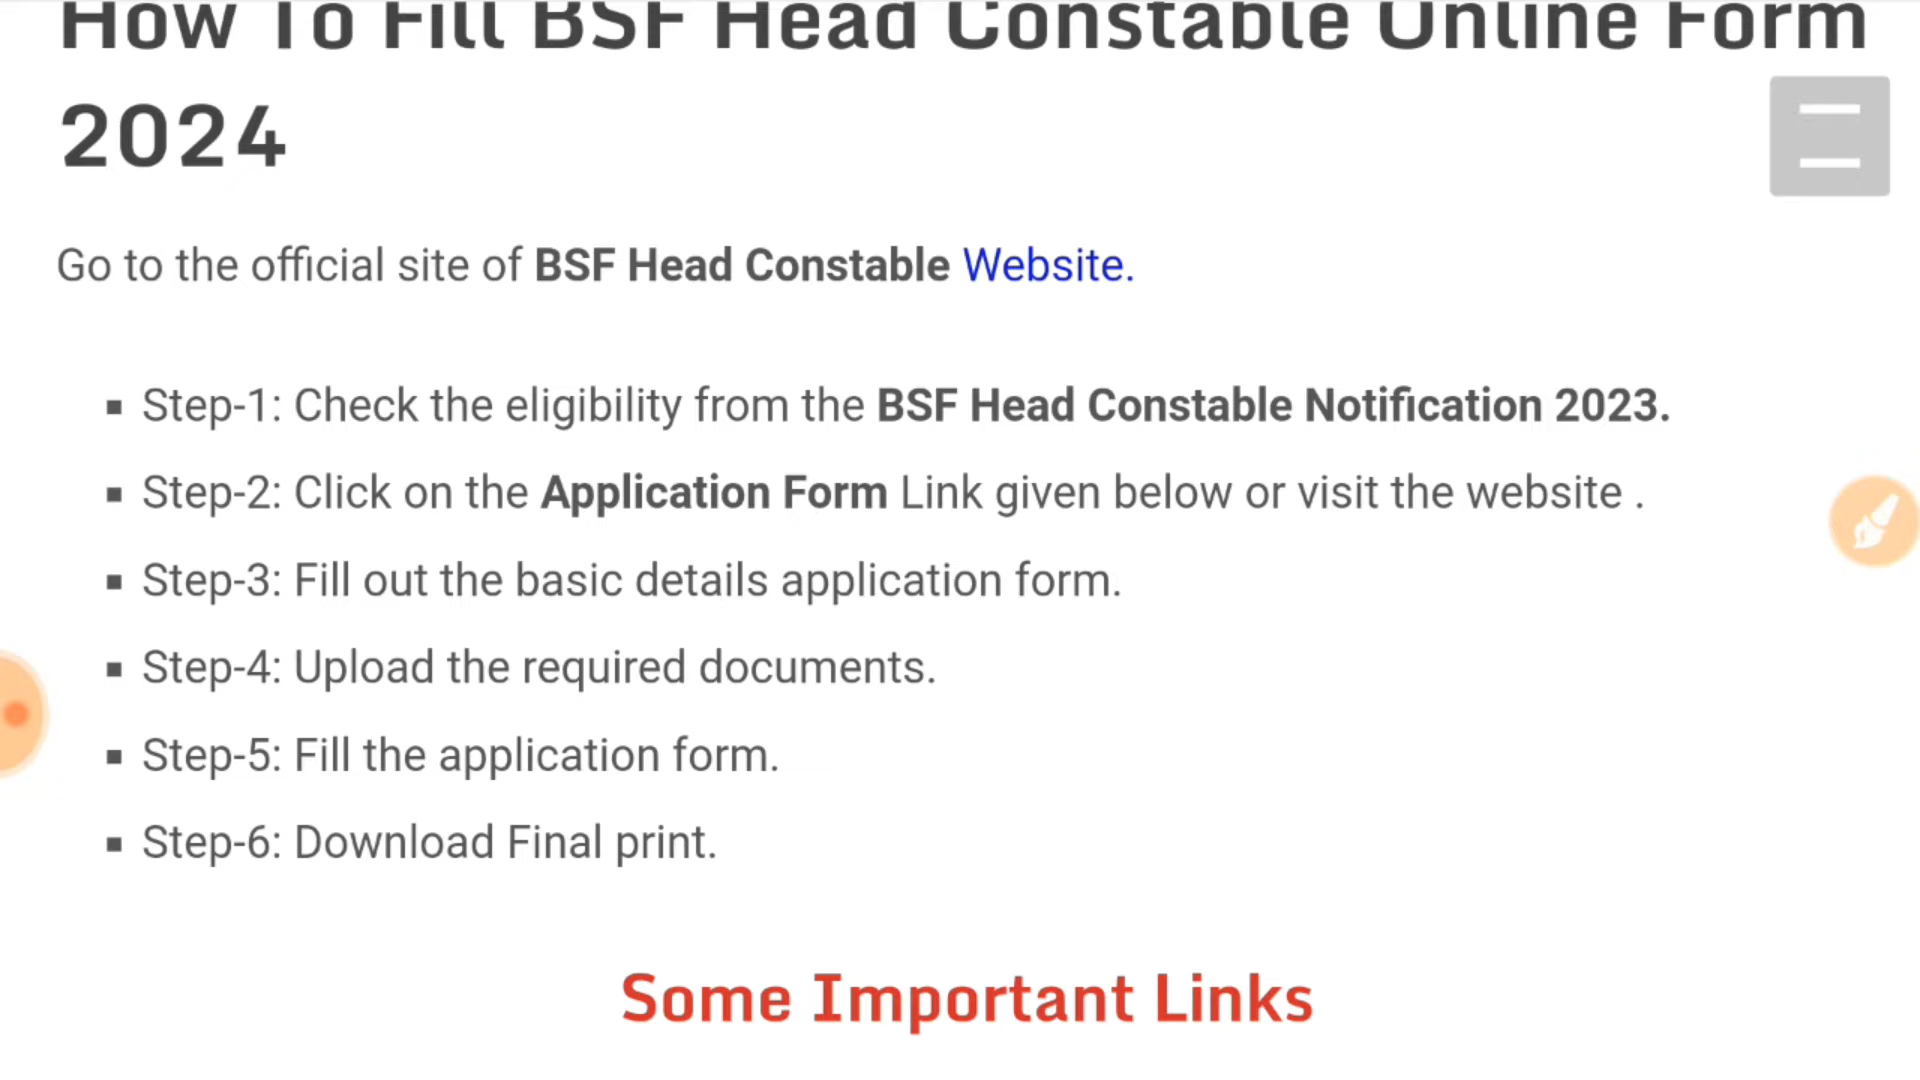 How To Fill BSF Head Constable Online Form
2024
Go to the official site of BSF Head Constable Website.
▪ Step-1: Check the eligibility from the BSF Head Constable Notification 2023.
▪ Step-2: Click on the Application Form Link given below or visit the website .
▪ Step-3: Fill out the basic details application form.
▪ Step-4: Upload the required documents.
▪ Step-5: Fill the application form.
▪ Step-6: Download Final print.
Some Important Links